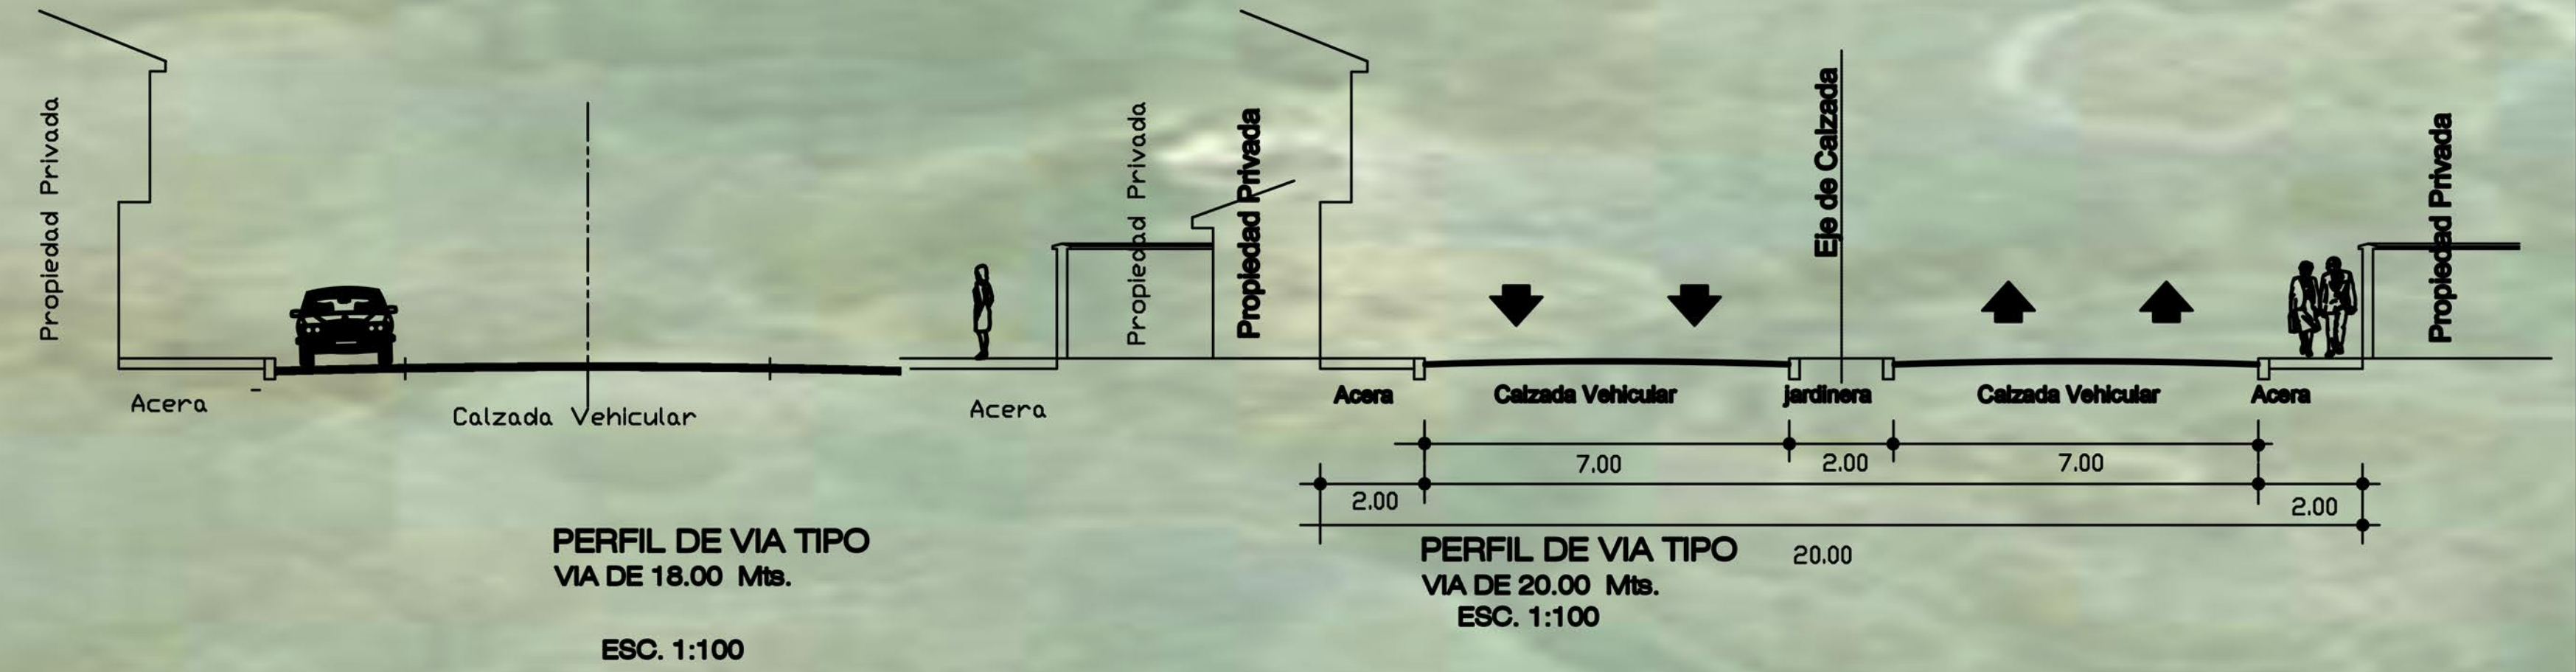 Propiedad Privada
Acera
Calzada Vehicular
Acera
Propiedad Privada
PERFIL DE VIA TIPO
VIA DE 18.00 Mts.
ESC. 1:100
Propiedad Privada
Eje de Calzada
Propiedad Privada
Acera
Calzada Vehicular
jardinera
Calzada Vehicular
Acera
7.00
2.00
7.00
2.00
2.00
20.00
PERFIL DE VIA TIPO
VIA DE 20.00 Mts.
ESC. 1:100